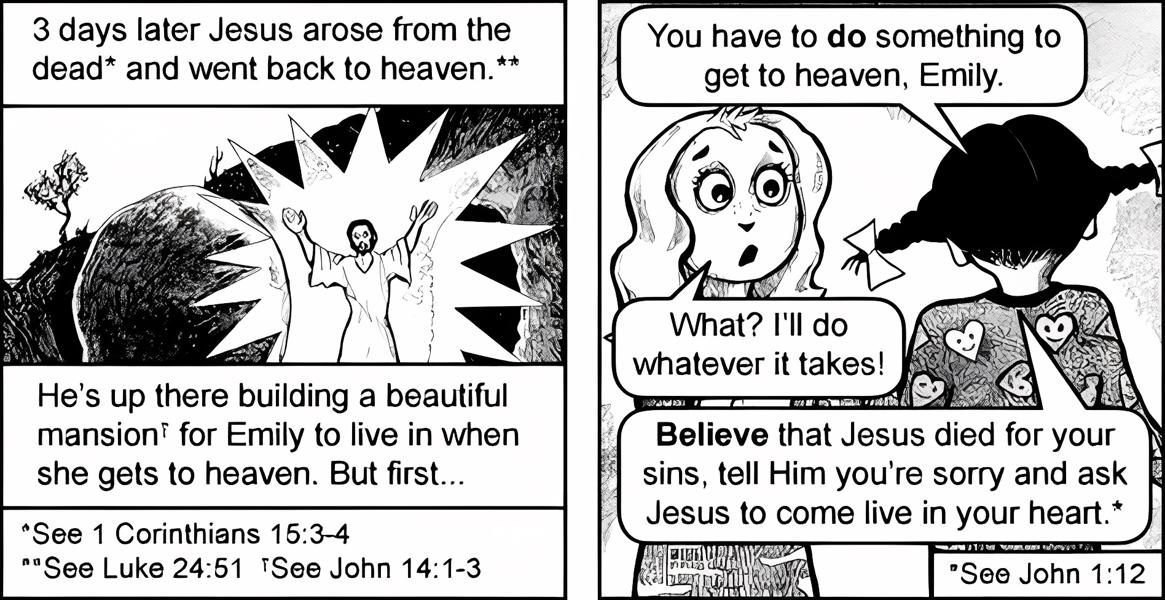 3 days later Jesus arose from the
dead* and went back to heaven.**
He's up there building a beautiful
mansion† for Emily to live in when
she gets to heaven. But first...
*See 1 Corinthians 15:3-4
**See Luke 24:51 †See John 14:1-3
You have to do something to
get to heaven, Emily.
What? I'll do
whatever it takes!
Believe that Jesus died for your
sins, tell Him you're sorry and ask
Jesus to come live in your heart.*
*See John 1:12